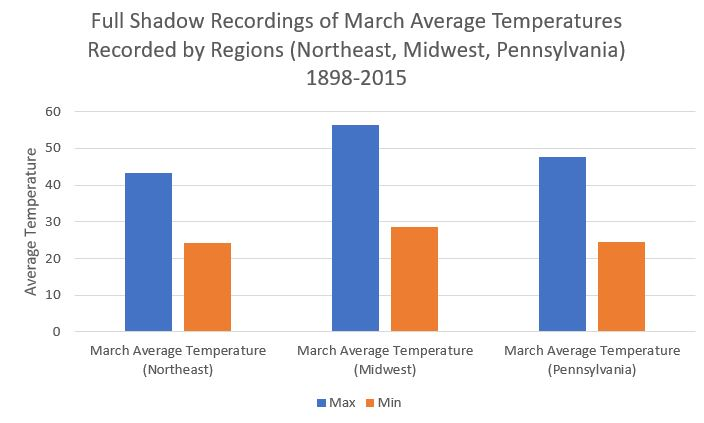 Full Shadow Recordings of March Average Temperatures
Recorded by Regions (Northeast, Midwest, Pennsylvania)
1898-2015
Average Temperature
60
50
40
30
20
10
0
March Average Temperature
(Northeast)
March Average Temperature
(Midwest)
March Average Temperature
(Pennsylvania)
Max Min